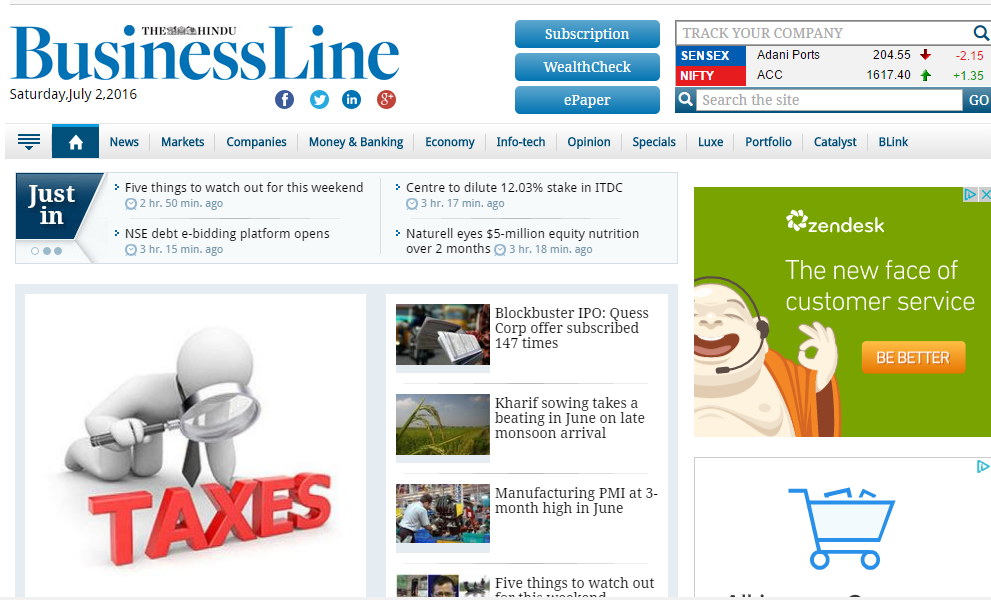 THE HINDU
BusinessLine
Saturday,July 2,2016
Subscription
WealthCheck
ePaper
TRACK YOUR COMPANY
SENSEX Adani Ports 204.55 -2.15
NIFTY ACC 1617.40 +1.35
Search the site GO
News Markets Companies Money & Banking Economy Info-tech Opinion Specials Luxe Portfolio Catalyst BLink
Just
in
Five things to watch out for this weekend
2 hr. 50 min. ago
NSE debt e-bidding platform opens
3 hr. 15 min. ago
Centre to dilute 12.03% stake in ITDC
3 hr. 17 min. ago
Naturell eyes $5-million equity nutrition
over 2 months 3 hr. 18 min. ago
TAXES
Blockbuster IPO: Quess
Corp offer subscribed
147 times
Kharif sowing takes a
beating in June on late
monsoon arrival
Manufacturing PMI at 3-
month high in June
Five things to watch out
for this weekend
zendesk
The new face of
customer service
BE BETTER